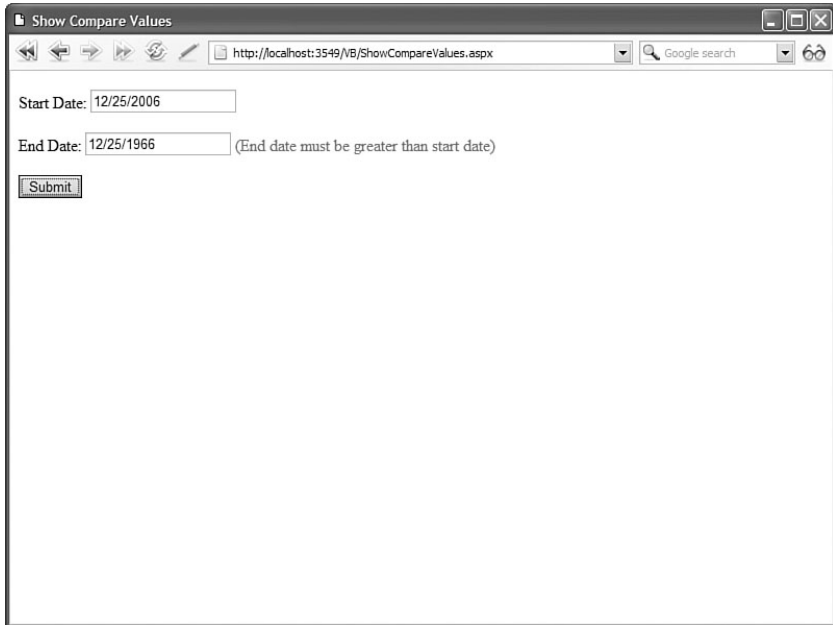 Show Compare Values
http://localhost:3549/VB/ShowCompareValues.aspx Google search
Start Date: 12/25/2006
End Date: 12/25/1966 (End date must be greater than start date)
Submit